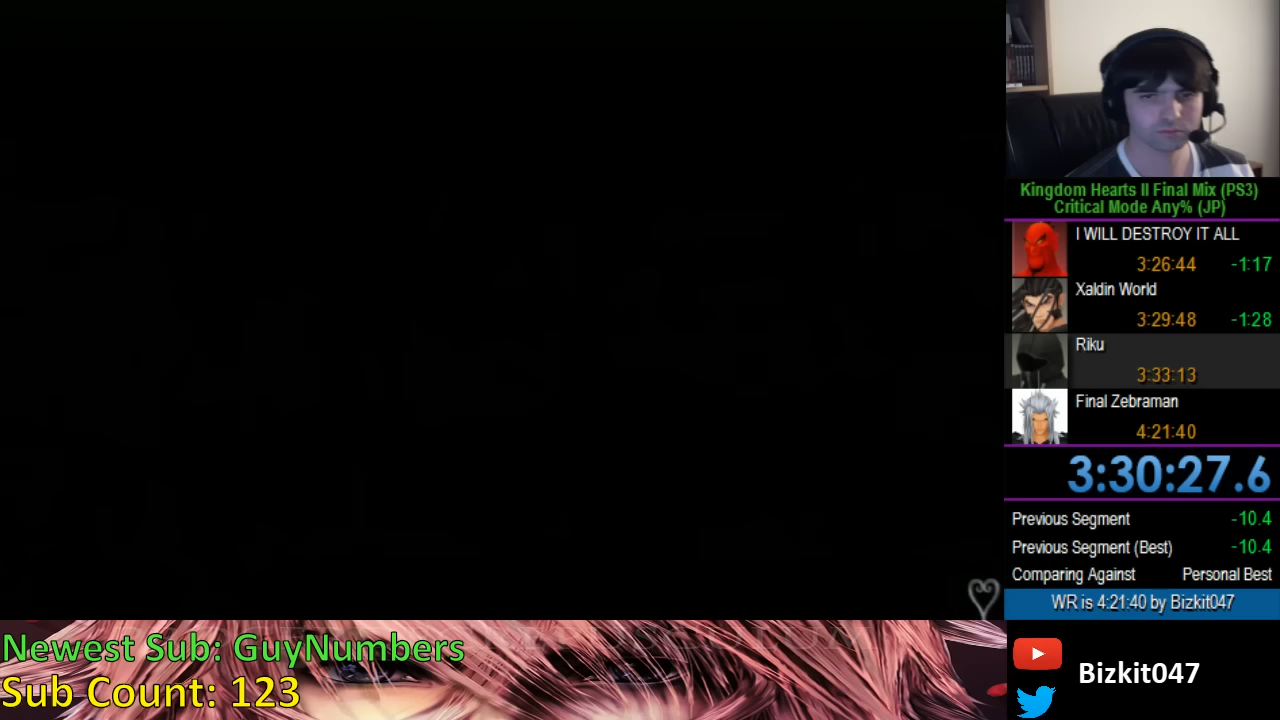 Kingdom Hearts II Final Mix (PS3)
Critical Mode Any% (JP)
I WILL DESTROY IT ALL
3:26:44 -1:17
Xaldin World
3:29:48 -1:28
Riku
3:33:13
Final Zebraman
4:21:40
3:30:27.6
Previous Segment -10.4
Previous Segment (Best) -10.4
Comparing Against Personal Best
WR is 4:21:40 by Bizkit047
Newest Sub: GuyNumbers
Sub Count: 123
Bizkit047